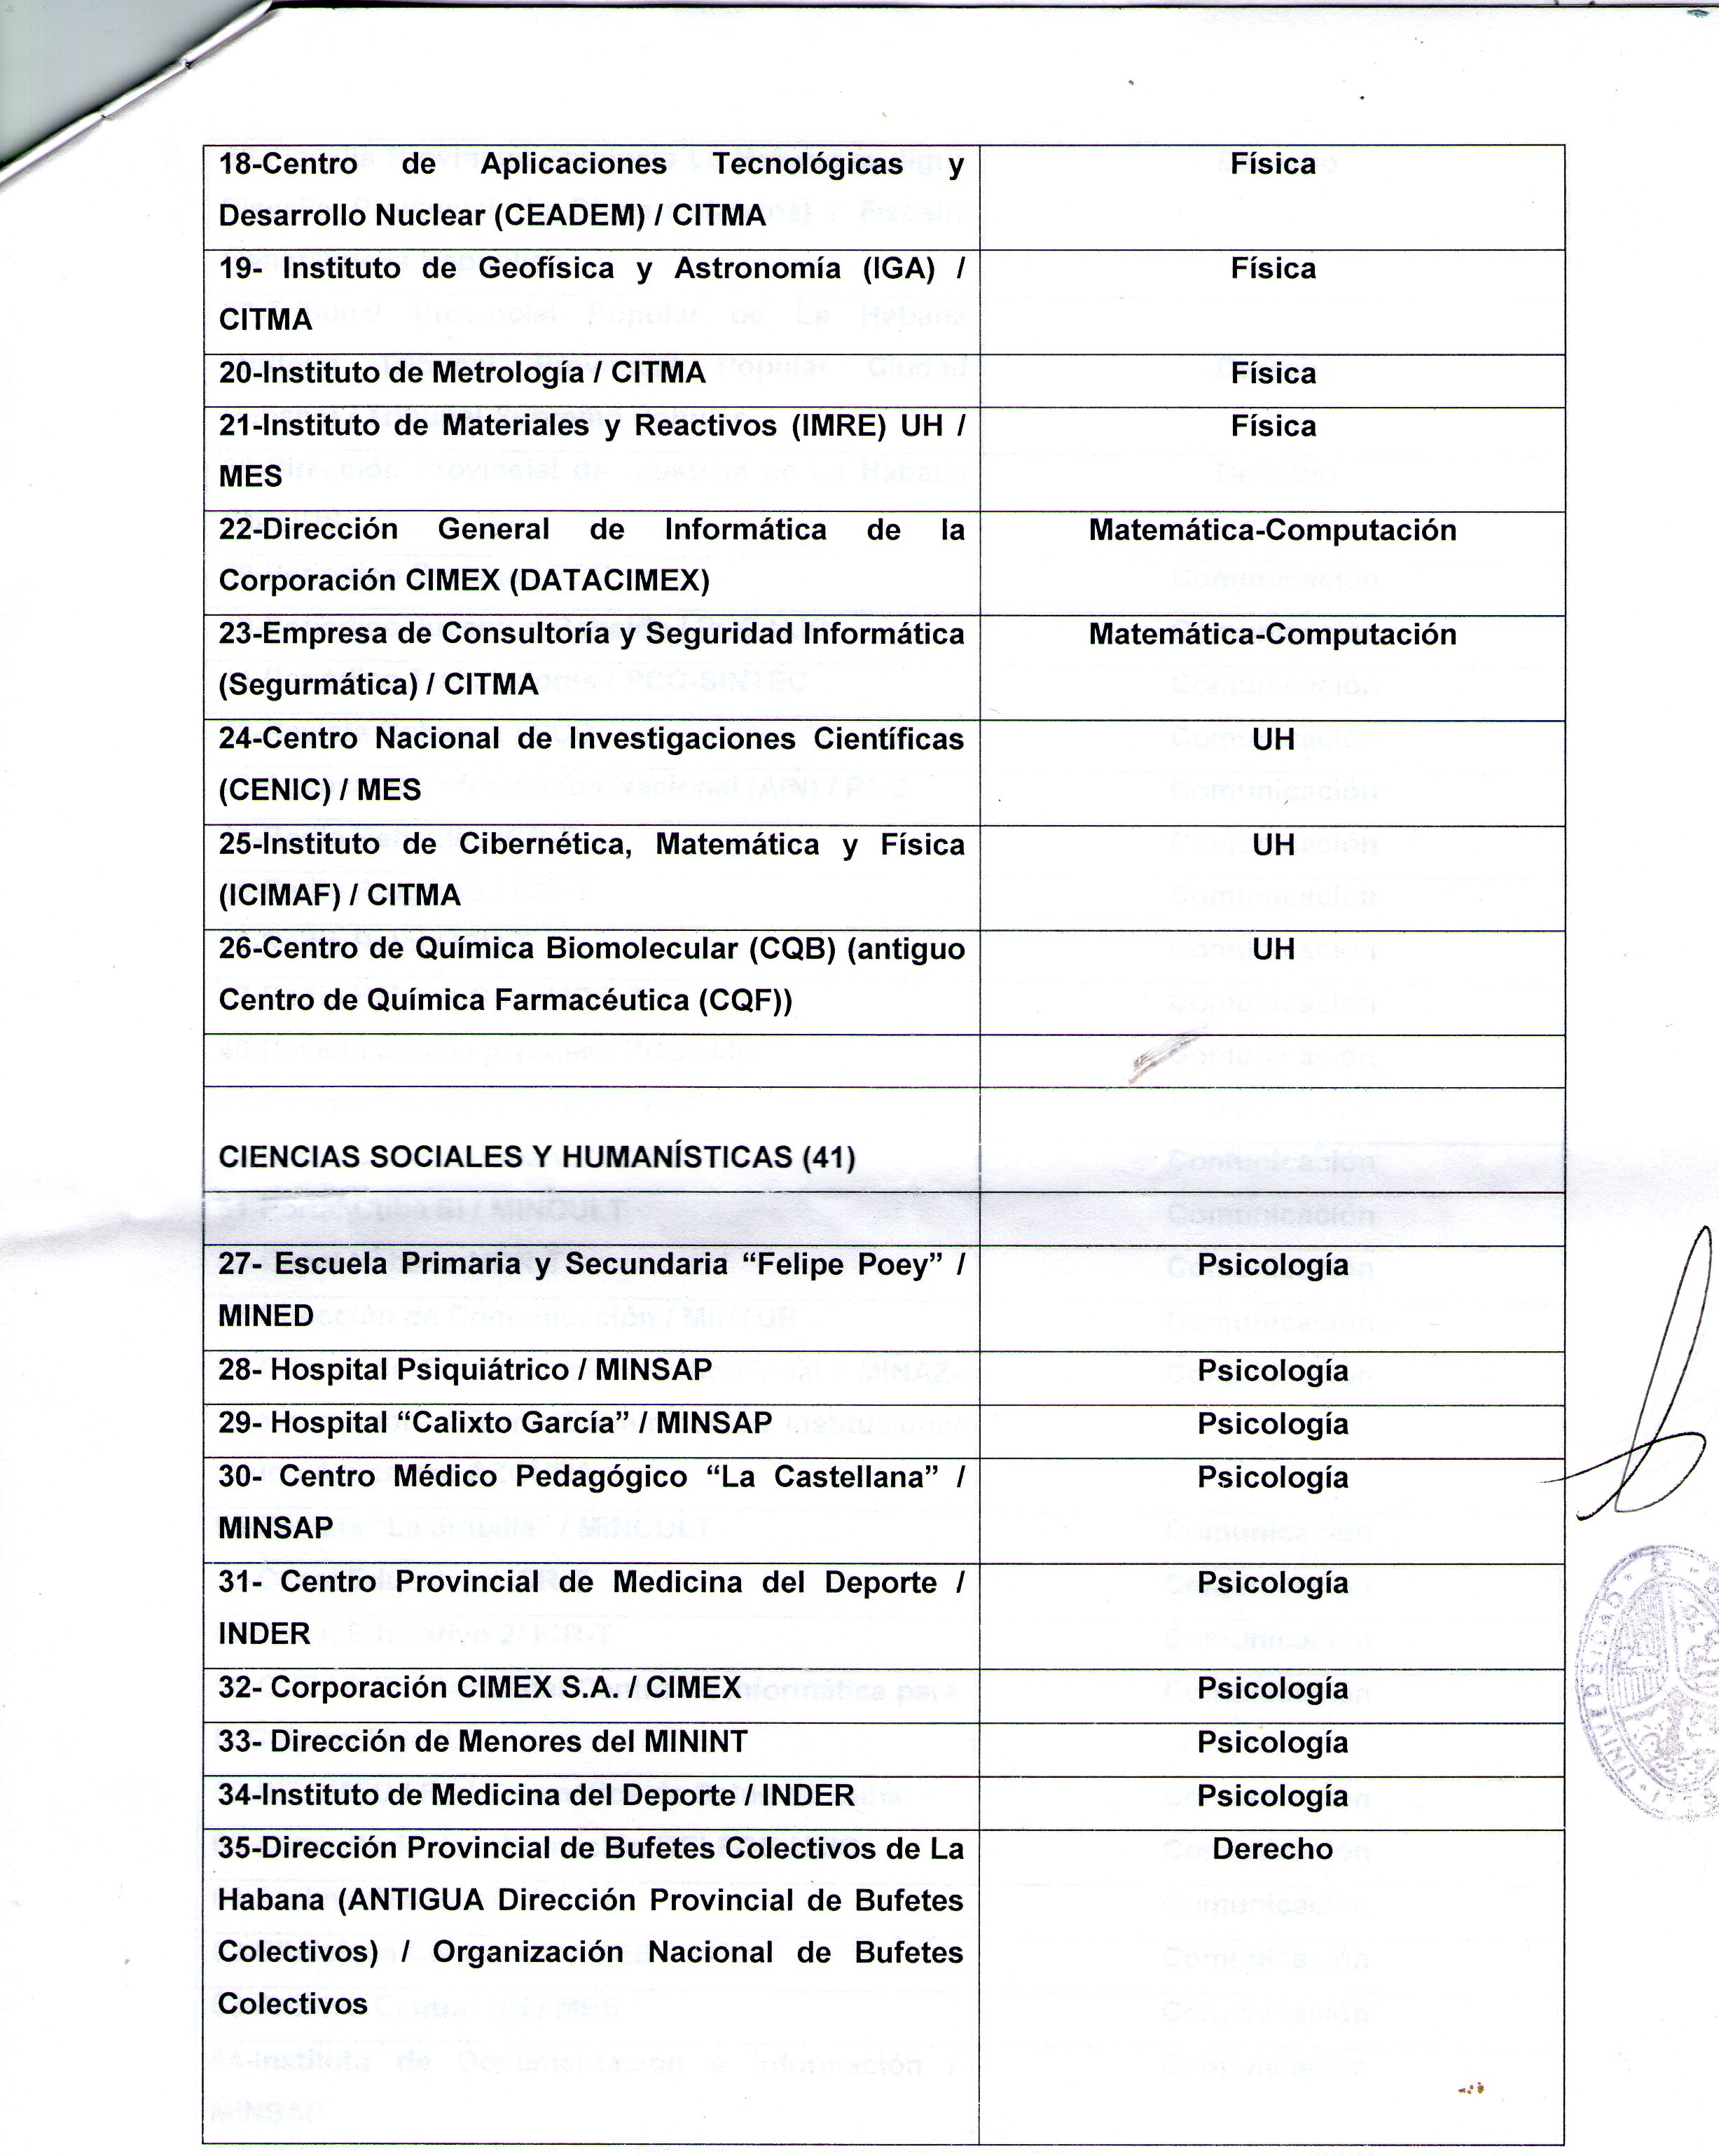 18-Centro de Aplicaciones Tecnológicas y Física
Desarrollo Nuclear (CEADEM) / CITMA
19- Instituto de Geofísica y Astronomía (IGA) / Física
CITMA
20-Instituto de Metrología / CITMA Física
21-Instituto de Materiales y Reactivos (IMRE) UH / Física
MES
22-Dirección General de Informática de la Matemática-Computación
Corporación CIMEX (DATACIMEX)
23-Empresa de Consultoría y Seguridad Informática Matemática-Computación
(Segurmática) / CITMA
24-Centro Nacional de Investigaciones Científicas UH
(CENIC) / MES
25-Instituto de Cibernética, Matemática y Física UH
(ICIMAF) / CITMA
26-Centro de Química Biomolecular (CQB) (antiguo UH
Centro de Química Farmacéutica (CQF))
CIENCIAS SOCIALES Y HUMANÍSTICAS (41)
27- Escuela Primaria y Secundaria “Felipe Poey” / Psicología
MINED
28- Hospital Psiquiátrico / MINSAP Psicología
29- Hospital “Calixto García” / MINSAP Psicología
30- Centro Médico Pedagógico “La Castellana” / Psicología
MINSAP
31- Centro Provincial de Medicina del Deporte / Psicología
INDER
32- Corporación CIMEX S.A. / CIMEX Psicología
33- Dirección de Menores del MININT Psicología
34-Instituto de Medicina del Deporte / INDER Psicología
35-Dirección Provincial de Bufetes Colectivos de La Derecho
Habana (ANTIGUA Dirección Provincial de Bufetes
Colectivos) / Organización Nacional de Bufetes
Colectivos